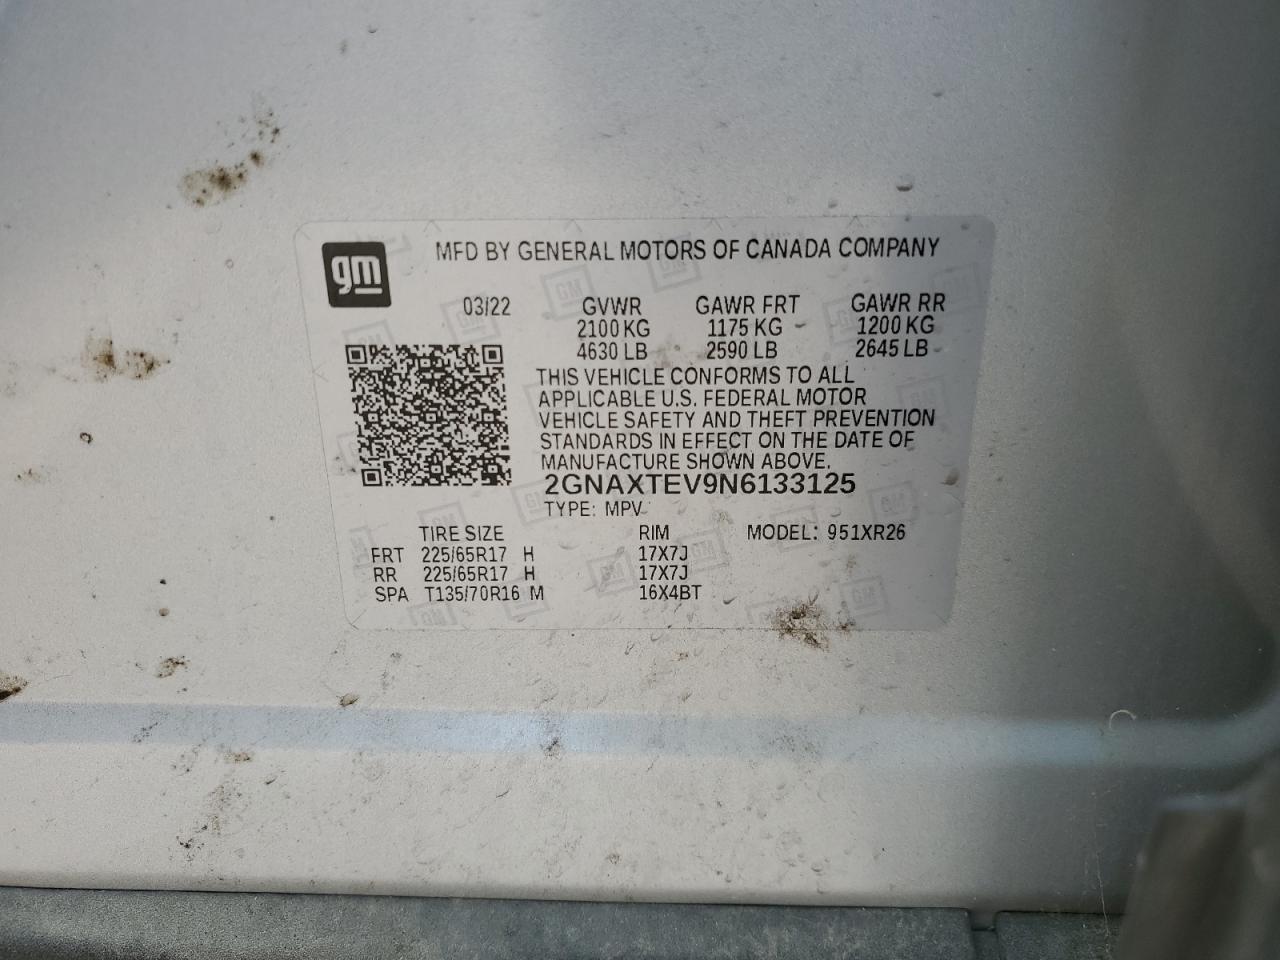 gm
MFD BY GENERAL MOTORS OF CANADA COMPANY
03/22 GVWR GAWR FRT GAWR RR
2100 KG 1175 KG 1200 KG
4630 LB 2590 LB 2645 LB
THIS VEHICLE CONFORMS TO ALL
APPLICABLE U.S. FEDERAL MOTOR
VEHICLE SAFETY AND THEFT PREVENTION
STANDARDS IN EFFECT ON THE DATE OF
MANUFACTURE SHOWN ABOVE.
2GNAXTEV9N6133125
TYPE: MPV
TIRE SIZE RIM MODEL: 951XR26
FRT 225/65R17 H 17X7J
RR 225/65R17 H 17X7J
SPA T135/70R16 M 16X4BT